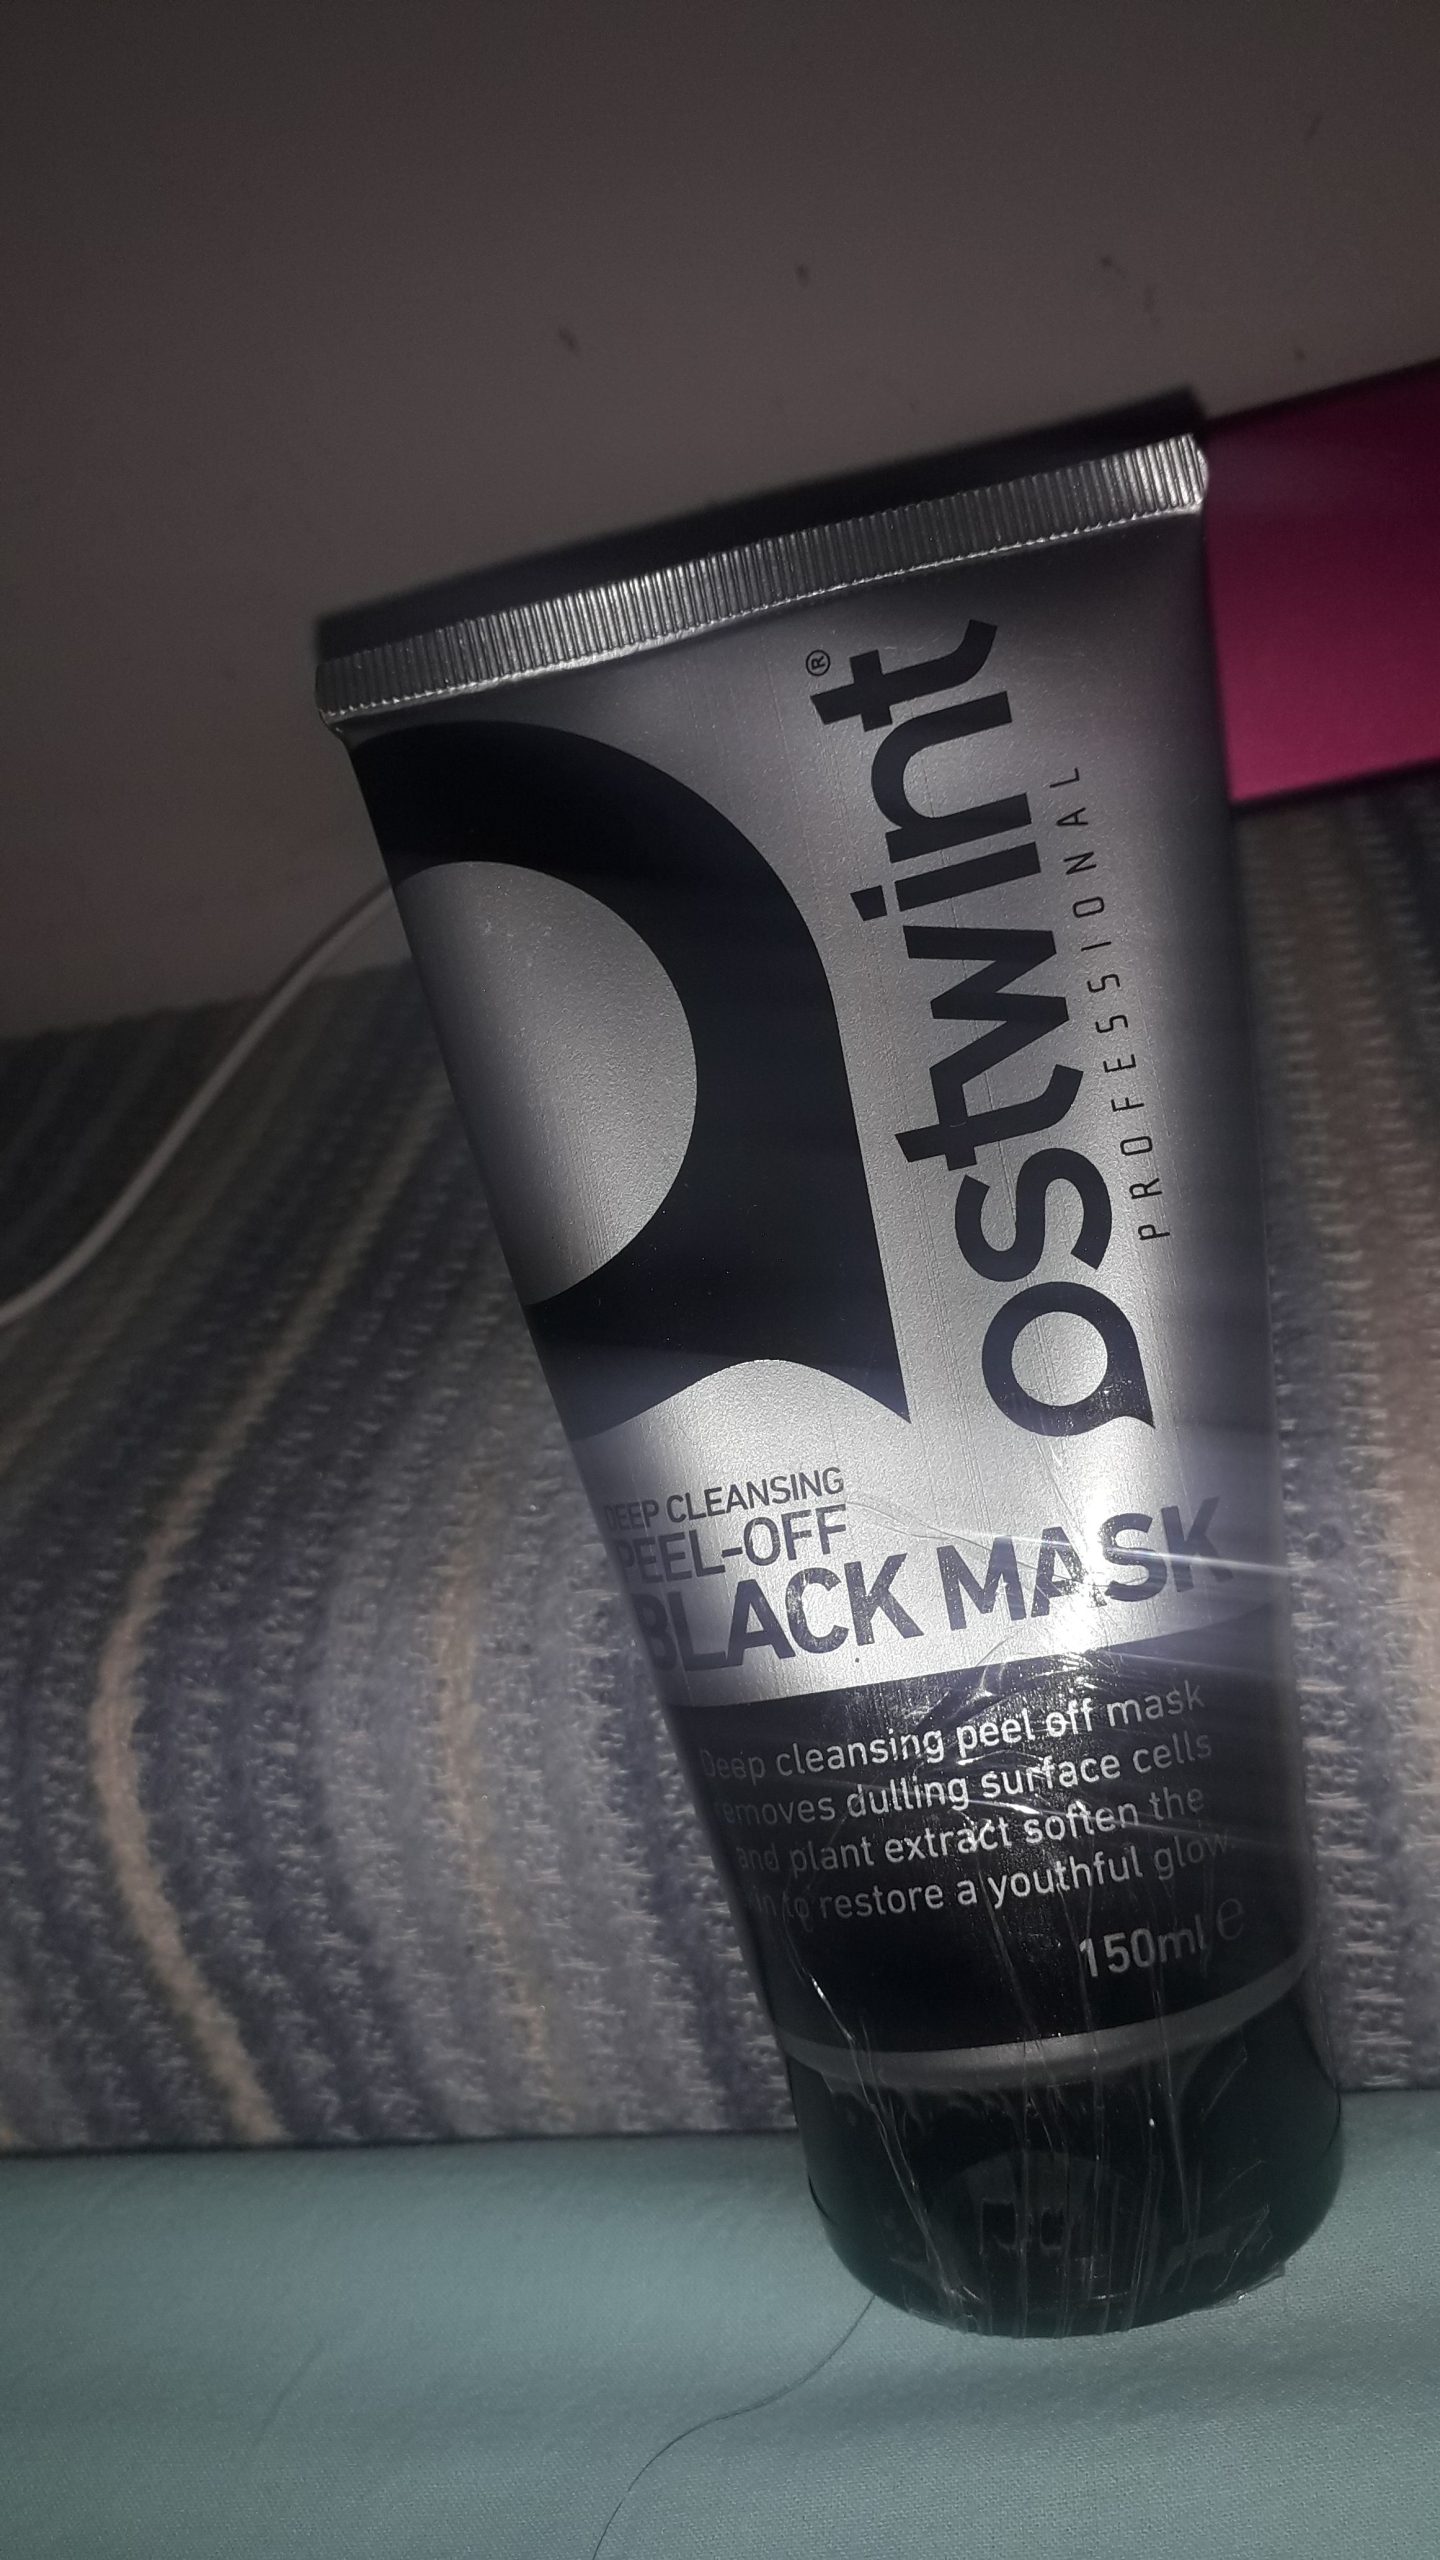 ostwint®
PROFESSIONAL
DEEP CLEANSING
PEEL-OFF
BLACK MASK
Deep cleansing peel off mask
removes dulling surface cells
and plant extract soften the
to restore a youthful glow
150ml e